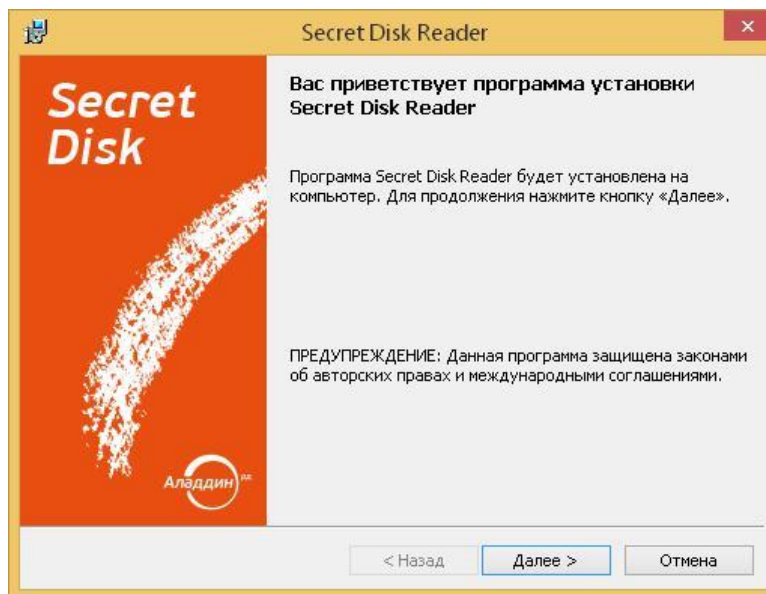 Secret Disk Reader
Secret
Disk
Вас приветствует программа установки
Secret Disk Reader
Программа Secret Disk Reader будет установлена на
компьютер. Для продолжения нажмите кнопку «Далее».
ПРЕДУПРЕЖДЕНИЕ: Данная программа защищена законами
об авторских правах и международными соглашениями.
Аладдин
< Назад
Далее >
Отмена